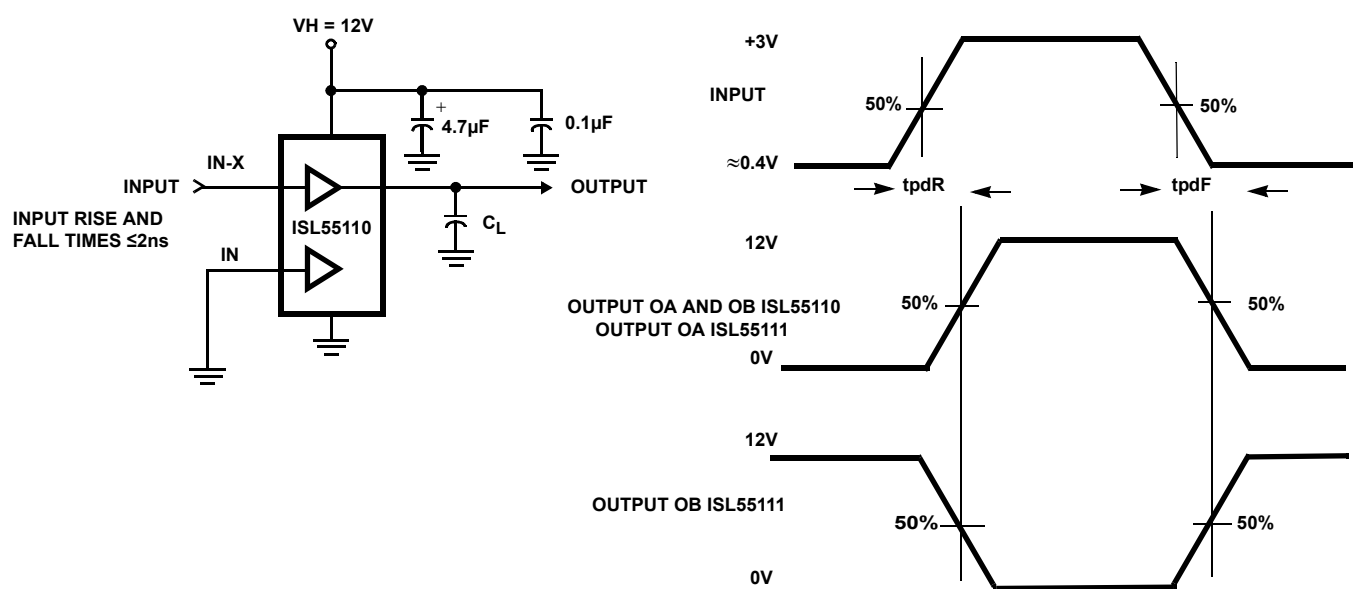 VH = 12V
+
4.7µF
0.1µF
IN-X
INPUT
OUTPUT
INPUT RISE AND
FALL TIMES ≤2ns
ISL55110
CL
IN
+3V
INPUT
50%
50%
≈0.4V
tpdR
tpdF
12V
50%
50%
OUTPUT OA AND OB ISL55110
OUTPUT OA ISL55111
0V
12V
OUTPUT OB ISL55111
50%
50%
0V